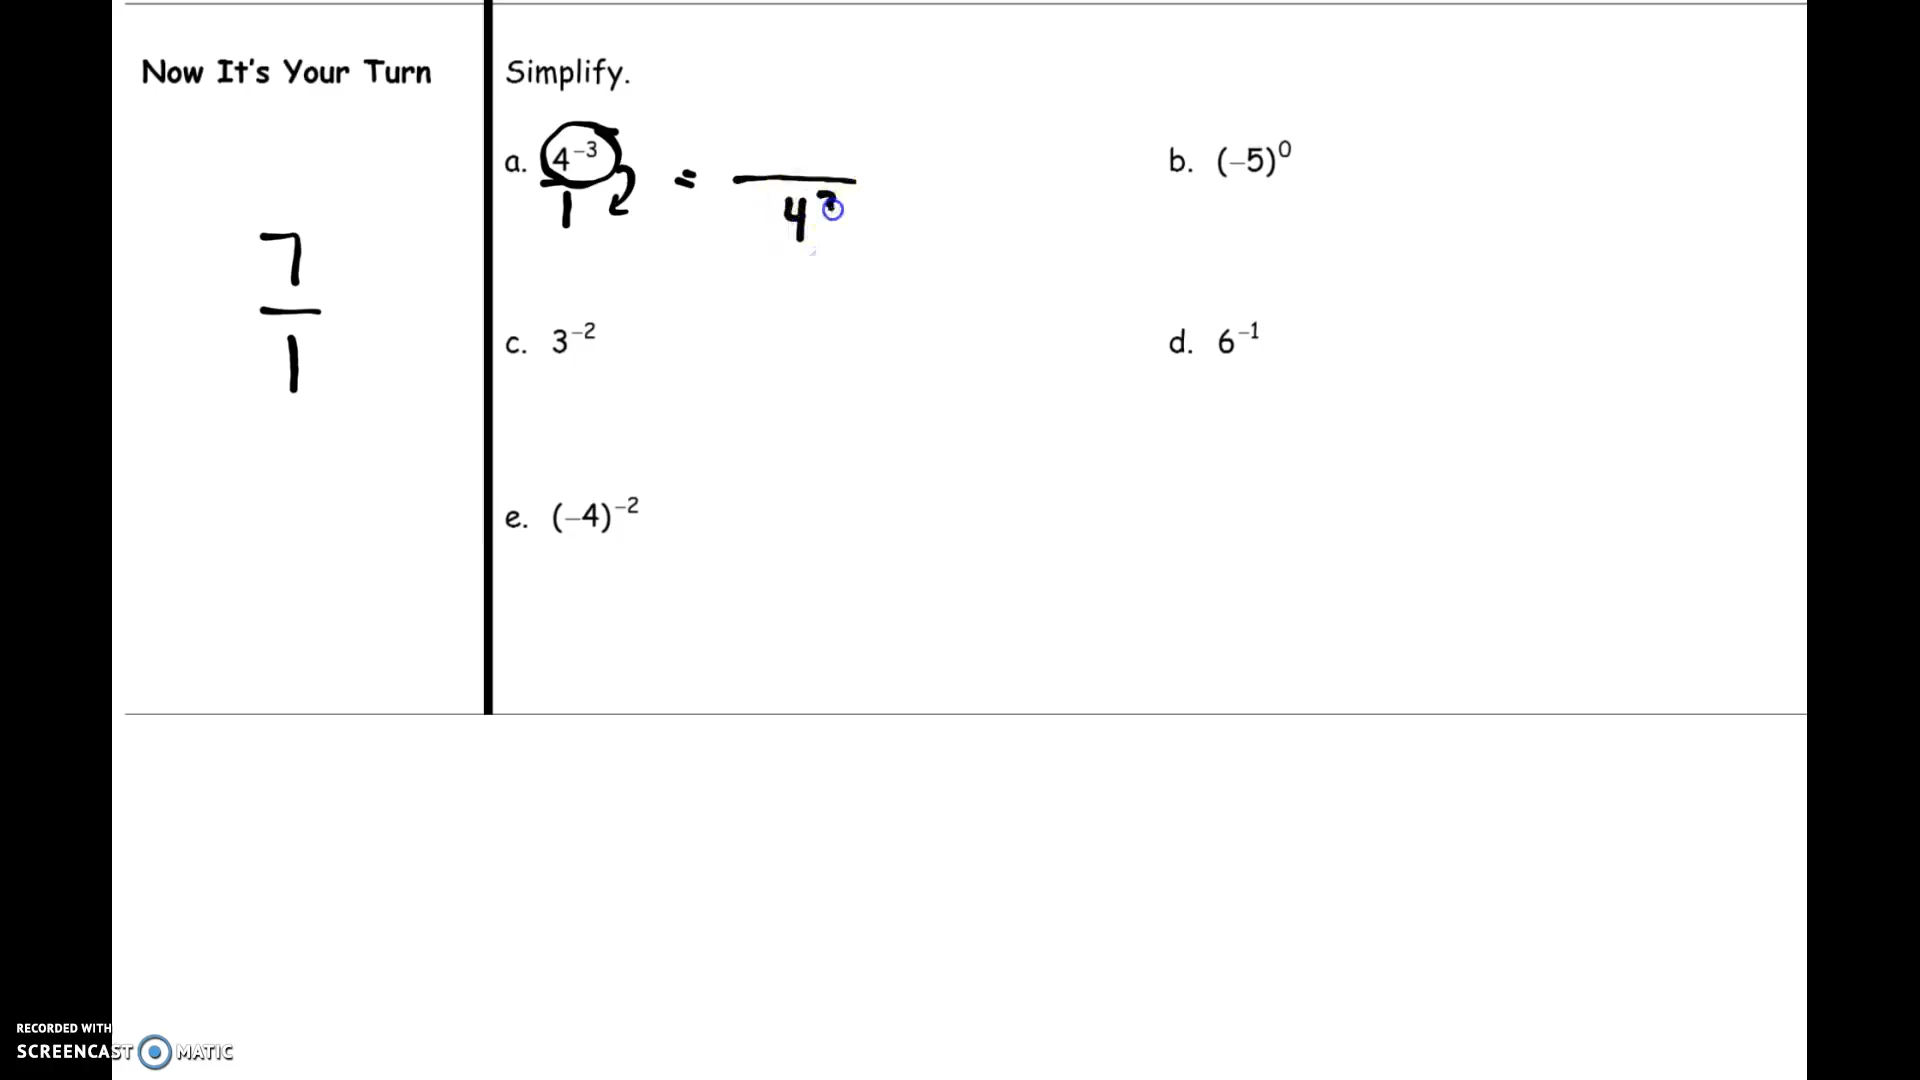 Now It's Your Turn
Simplify.
a. 4⁻³ / 1 = / 4
b. (–5)⁰
7
1
c. 3⁻²
d. 6⁻¹
e. (–4)⁻²
RECORDED WITH
SCREENCAST MATIC